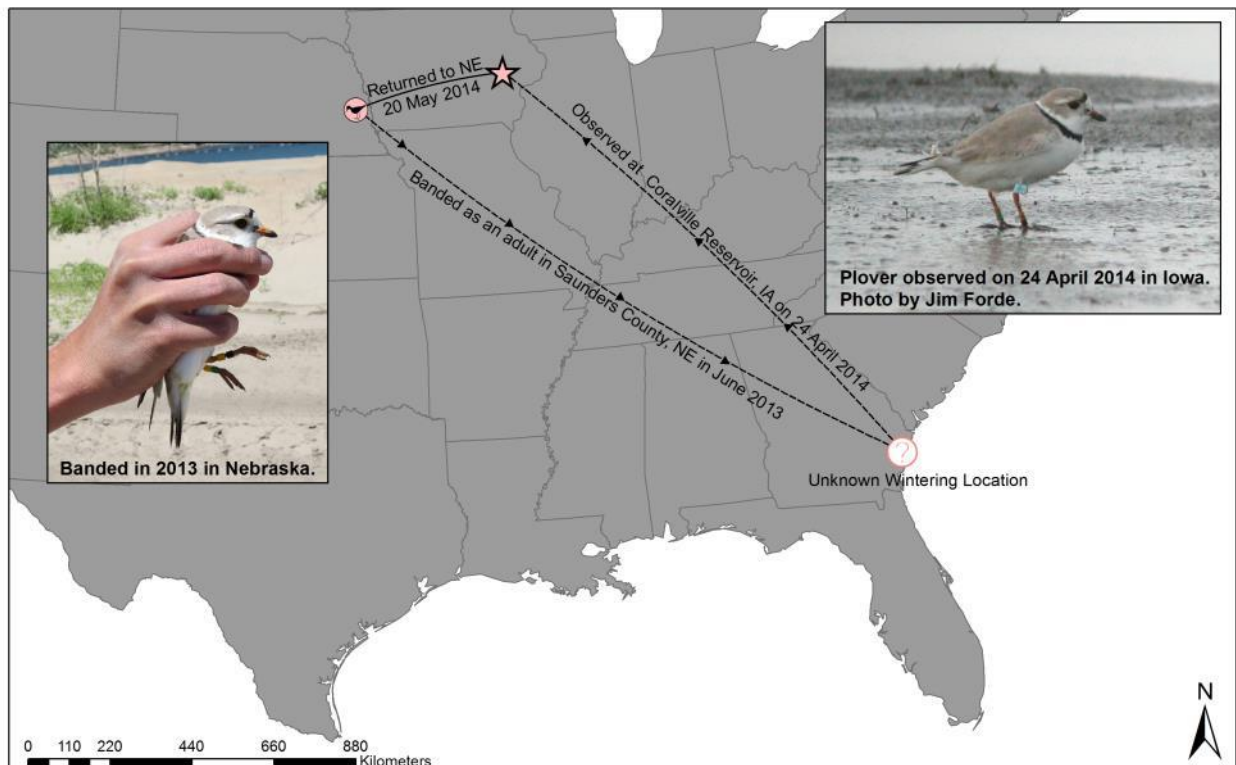 Returned to NE
20 May 2014
Observed at Coralville Reservoir, IA on 24 April 2014
Banded as an adult in Saunders County, NE in June 2013
Plover observed on 24 April 2014 in Iowa.
Photo by Jim Forde.
Banded in 2013 in Nebraska.
?
Unknown Wintering Location
N
0 110 220 440 660 880
Kilometers